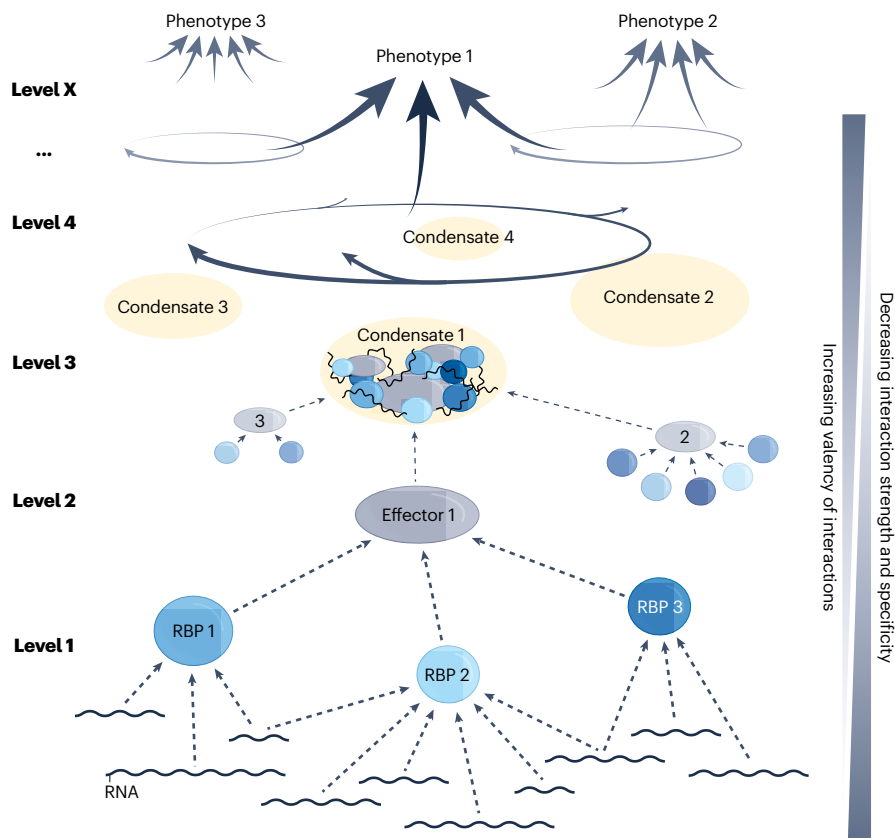 Phenotype 3
Phenotype 2
Phenotype 1
Level X
...
Level 4
Condensate 4
Condensate 3
Condensate 2
Condensate 1
Level 3
3
2
Level 2
Effector 1
RBP 3
RBP 1
Level 1
RBP 2
RNA
Increasing valency of interactions
Decreasing interaction strength and specificity